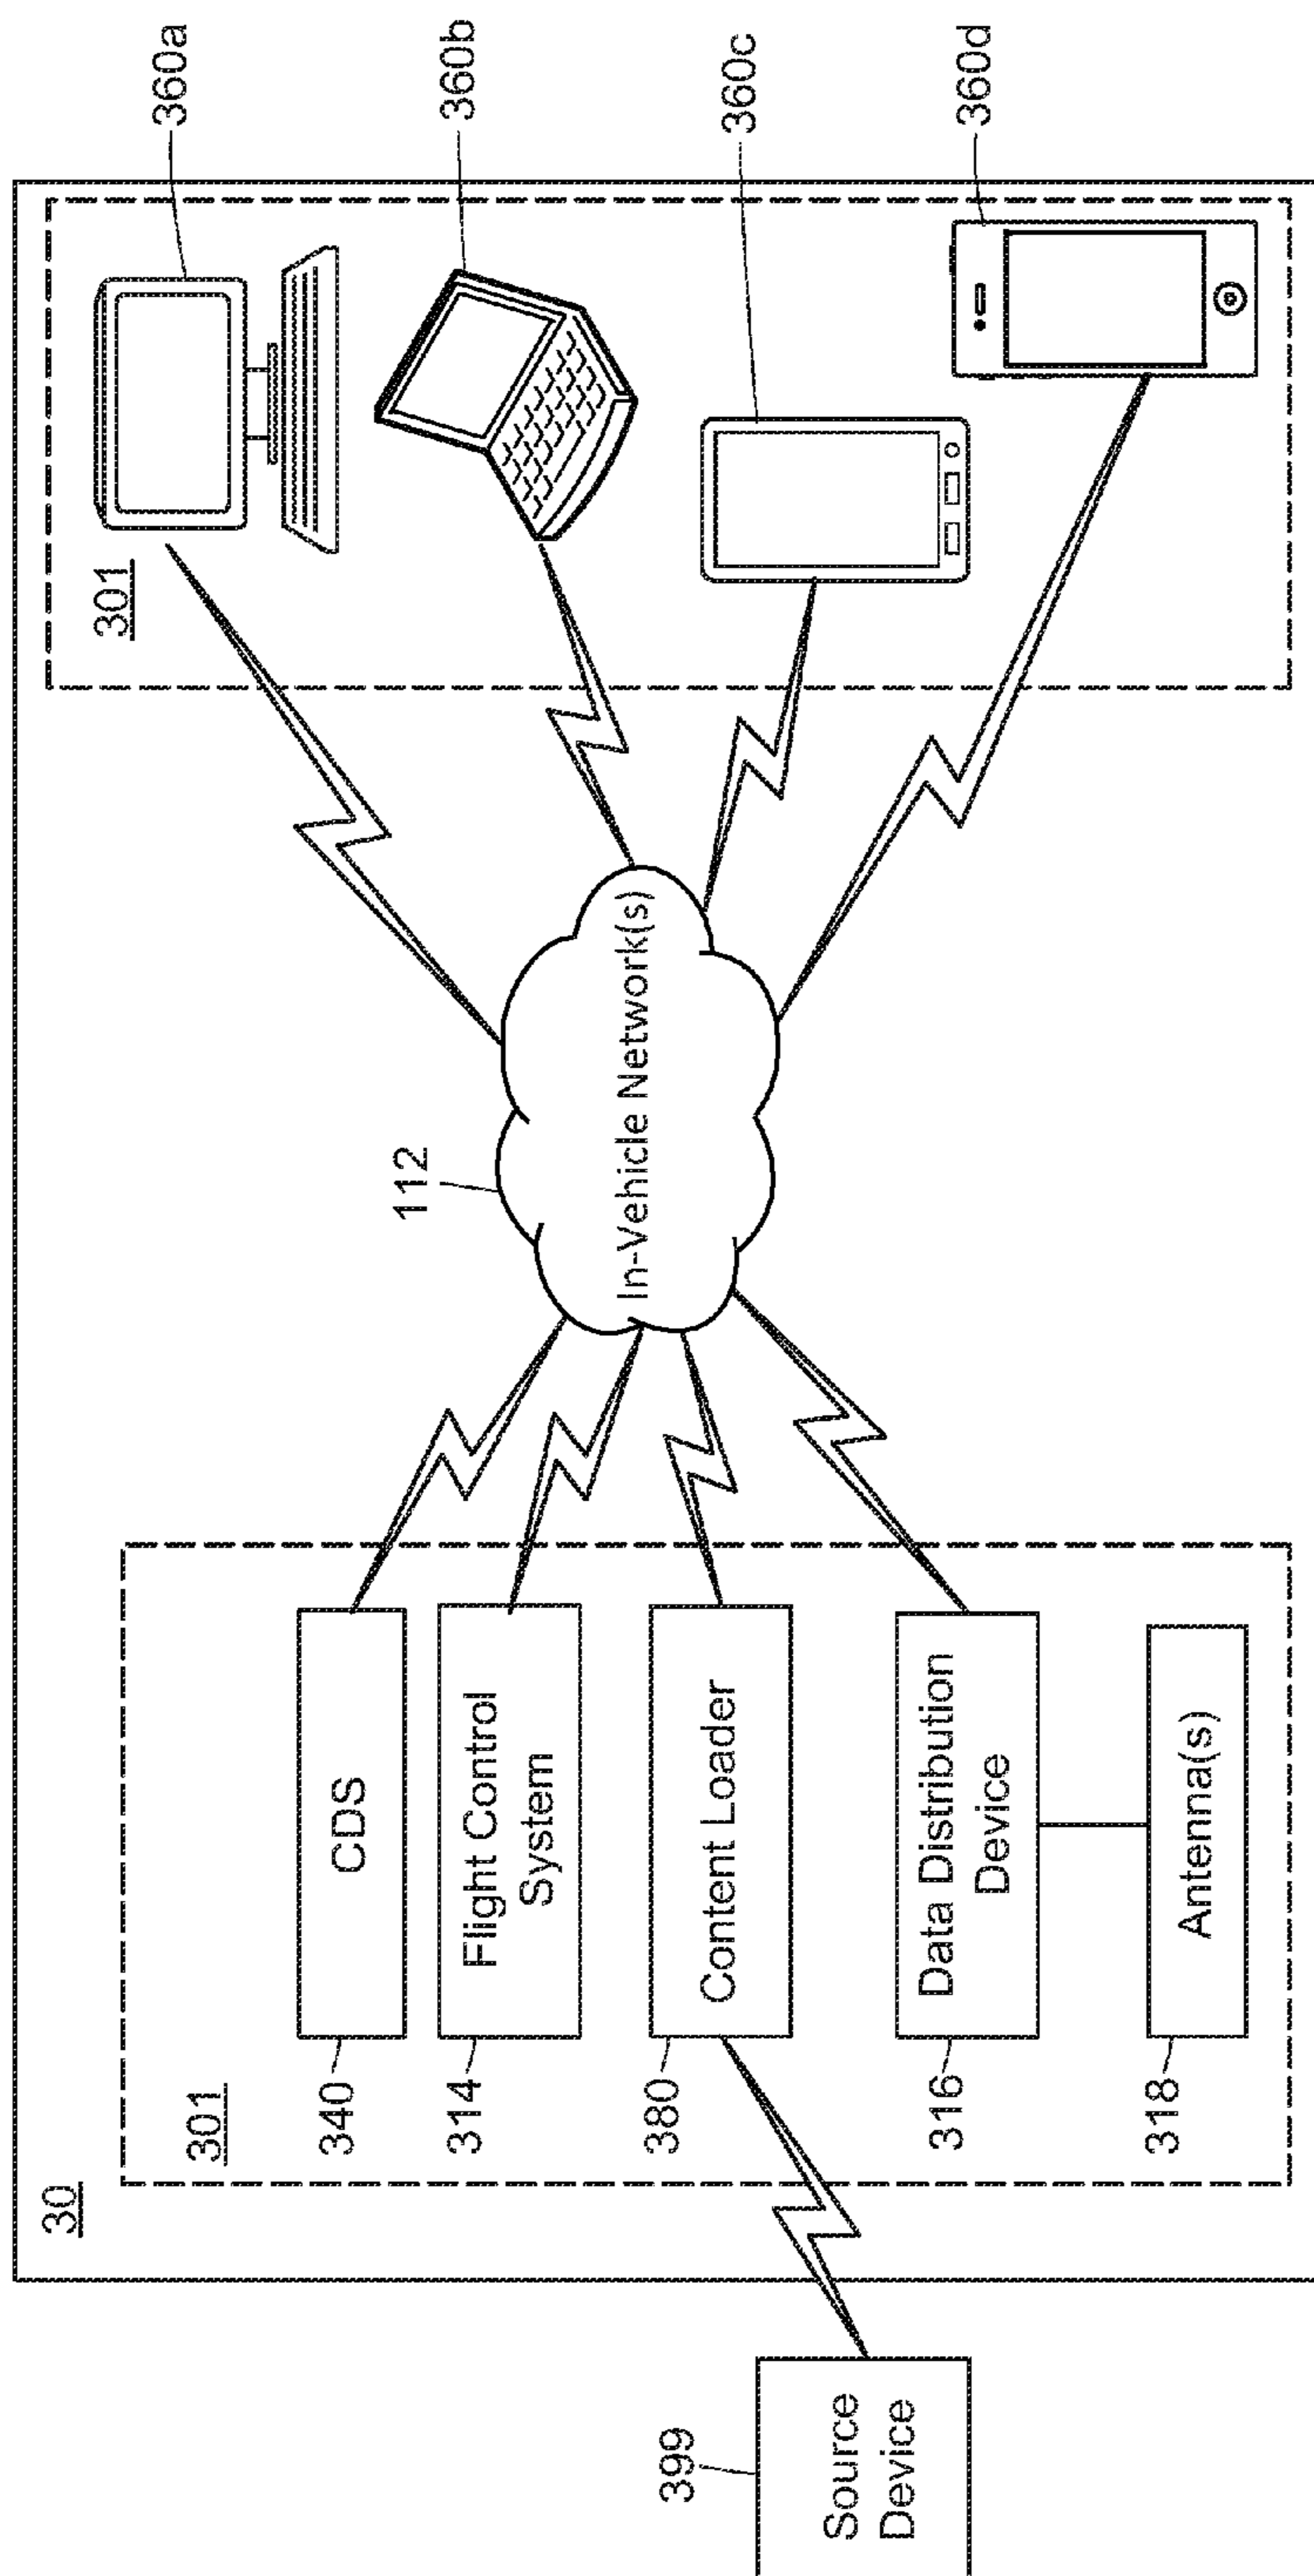 30
301
340
CDS
314
Flight Control
System
380
Content Loader
316
Data Distribution
Device
318
Antenna(s)
399
Source
Device
112
In-Vehicle Network(s)
301
360a
360b
360c
360d